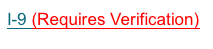 I-9 (Requires Verification)